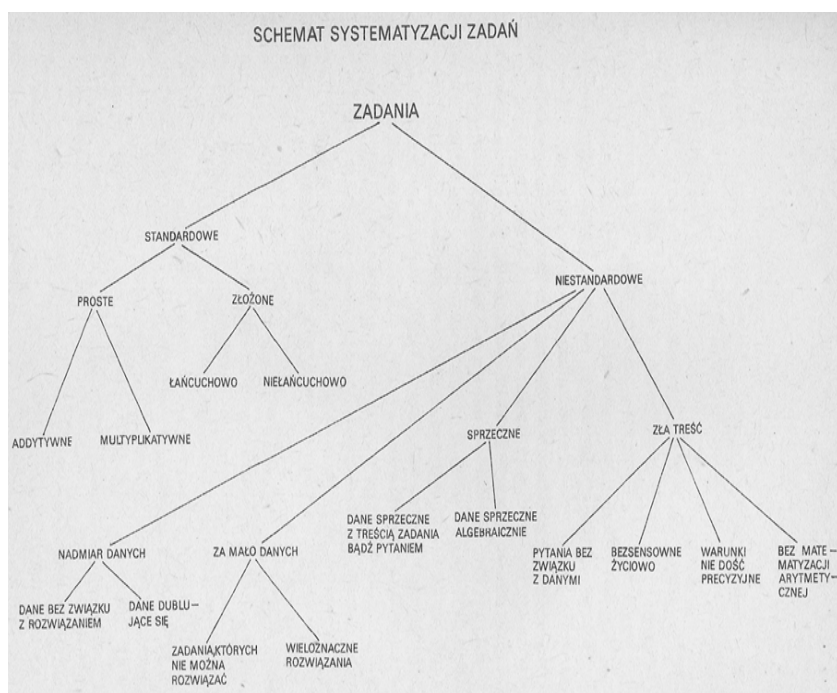 SCHEMAT SYSTEMATYZACJI ZADAŃ
ZADANIA
STANDARDOWE
NIESTANDARDOWE
PROSTE
ZŁOŻONE
ŁAŃCUCHOWO
NIEŁAŃCUCHOWO
ADDYTYWNE
MULTYPLIKATYWNE
SPRZECZNE
ZŁA TREŚĆ
DANE SPRZECZNE
Z TREŚCIĄ ZADANIA
BĄDŹ PYTANIEM
DANE SPRZECZNE
ALGEBRAICZNIE
NADMIAR DANYCH
ZA MAŁO DANYCH
PYTANIA BEZ
ZWIĄZKU
Z DANYMI
BEZSENSOWNE
ŻYCIOWO
WARUNKI
NIE DOŚĆ
PRECYZYJNE
BEZ MATE-
MATYZACJI
ARYTMETY-
CZNEJ
DANE BEZ ZWIĄZKU
Z ROZWIĄZANIEM
DANE DUBLU-
JĄCE SIĘ
ZADANIA,KTÓRYCH
NIE MOŻNA
ROZWIĄZAĆ
WIELOZNACZNE
ROZWIĄZANIA